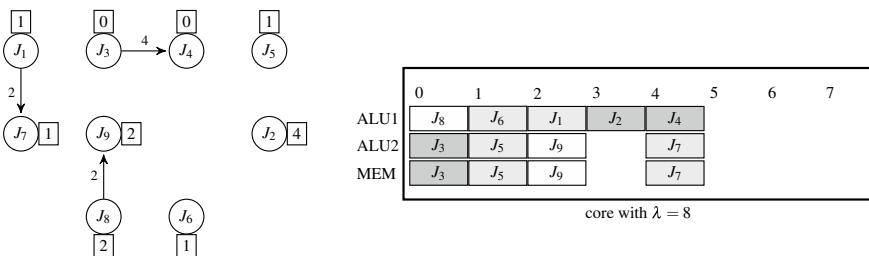 1 0 0 1
J1 J3 4 J4 J5
2
J7 1 J9 2 J2 4
2
J8 J6
2 1
0 1 2 3 4 5 6 7
ALU1 J8 J6 J1 J2 J4
ALU2 J3 J5 J9 J7
MEM J3 J5 J9 J7
core with λ = 8